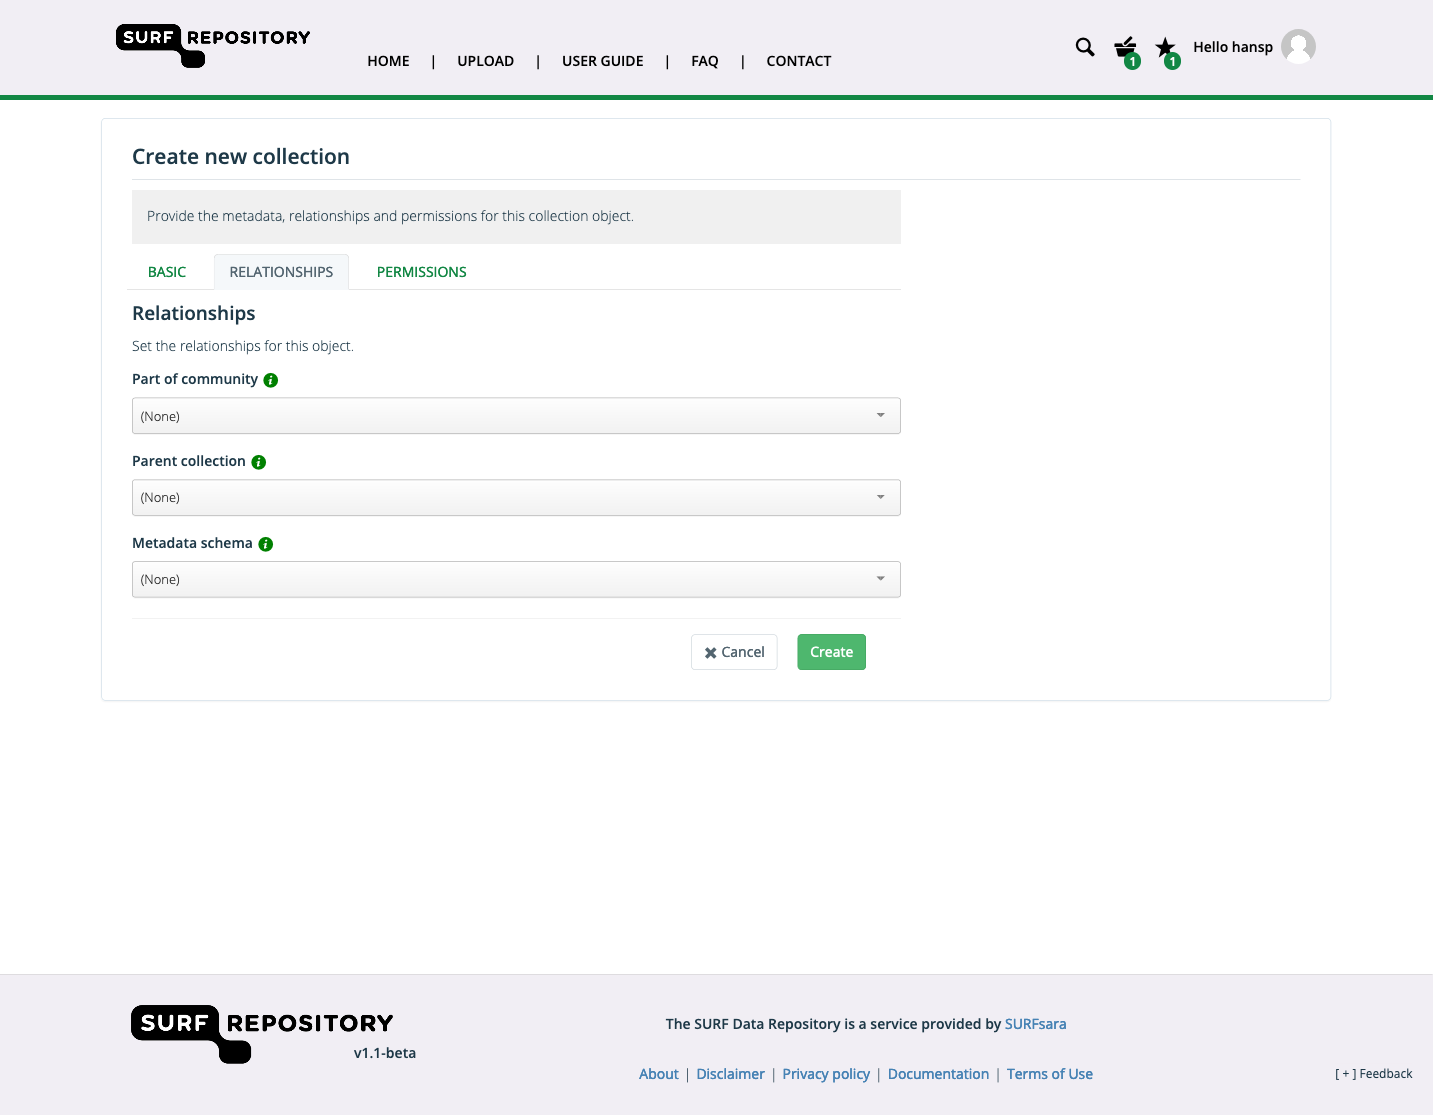 SURF REPOSITORY
HOME | UPLOAD | USER GUIDE | FAQ | CONTACT
1
1
Hello hansp
Create new collection
Provide the metadata, relationships and permissions for this collection object.
BASIC RELATIONSHIPS PERMISSIONS
Relationships
Set the relationships for this object.
Part of community i
(None)
Parent collection i
(None)
Metadata schema i
(None)
Cancel
Create
SURF REPOSITORY
v1.1-beta
The SURF Data Repository is a service provided by SURFsara
About | Disclaimer | Privacy policy | Documentation | Terms of Use
[ + ] Feedback